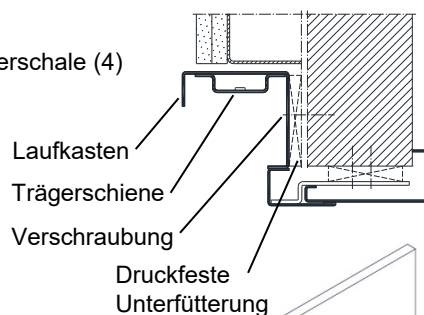 erschale (4)
Laufkasten
Trägerschiene
Verschraubung
Druckfeste
Unterfütterung